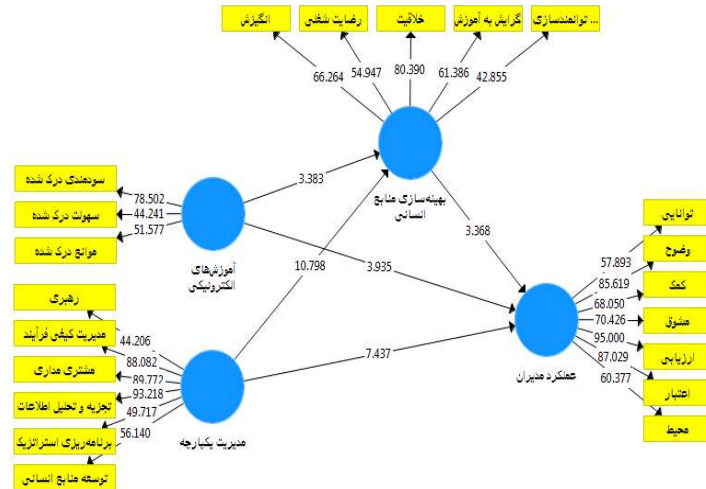 انگیزش
رضایت شغلی
خلاقیت
گرایش به آموزش
توانمندسازی ...
66.264
54.947
80.390
61.386
42.855
بهینه‌سازی منابع
انسانی
سودمندی درک شده
سهولت درک شده
موانع درک شده
78.502
44.241
51.577
آموزش‌های
الکترونیکی
3.383
3.368
3.935
10.798
7.437
رهبری
مدیریت کیفی فرآیند
مشتری مداری
تجزیه و تحلیل اطلاعات
برنامه‌ریزی استراتژیک
توسعه منابع انسانی
44.206
88.082
89.772
93.218
49.717
56.140
مدیریت یکپارچه
توانایی
وضوح
کمک
مشوق
ارزیابی
اعتبار
محیط
57.893
85.619
68.050
70.426
95.000
87.029
60.377
عملکرد مدیران